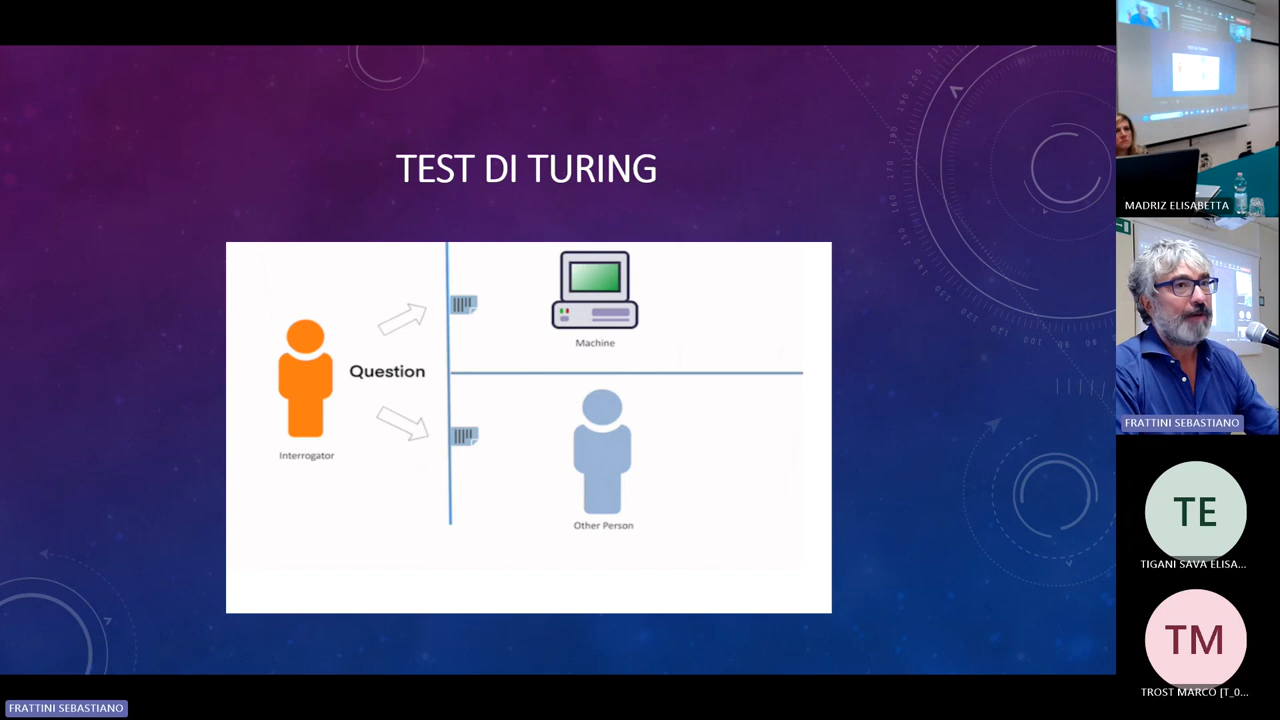 TEST DI TURING
Machine
Question
Interrogator
Other Person
MADRIZ ELISABETTA
FRATTINI SEBASTIANO
TE
TIGANI SAVA ELISA...
TM
TROST MARCO [T_0...
FRATTINI SEBASTIANO